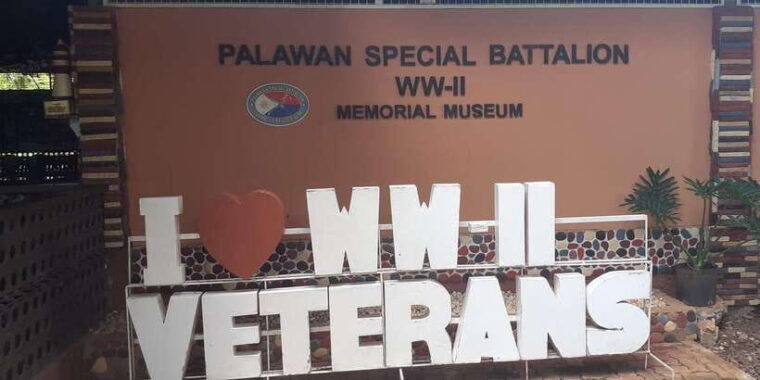 PALAWAN SPECIAL BATTALION
WW-II
MEMORIAL MUSEUM
I ❤ WW II
VETERANS